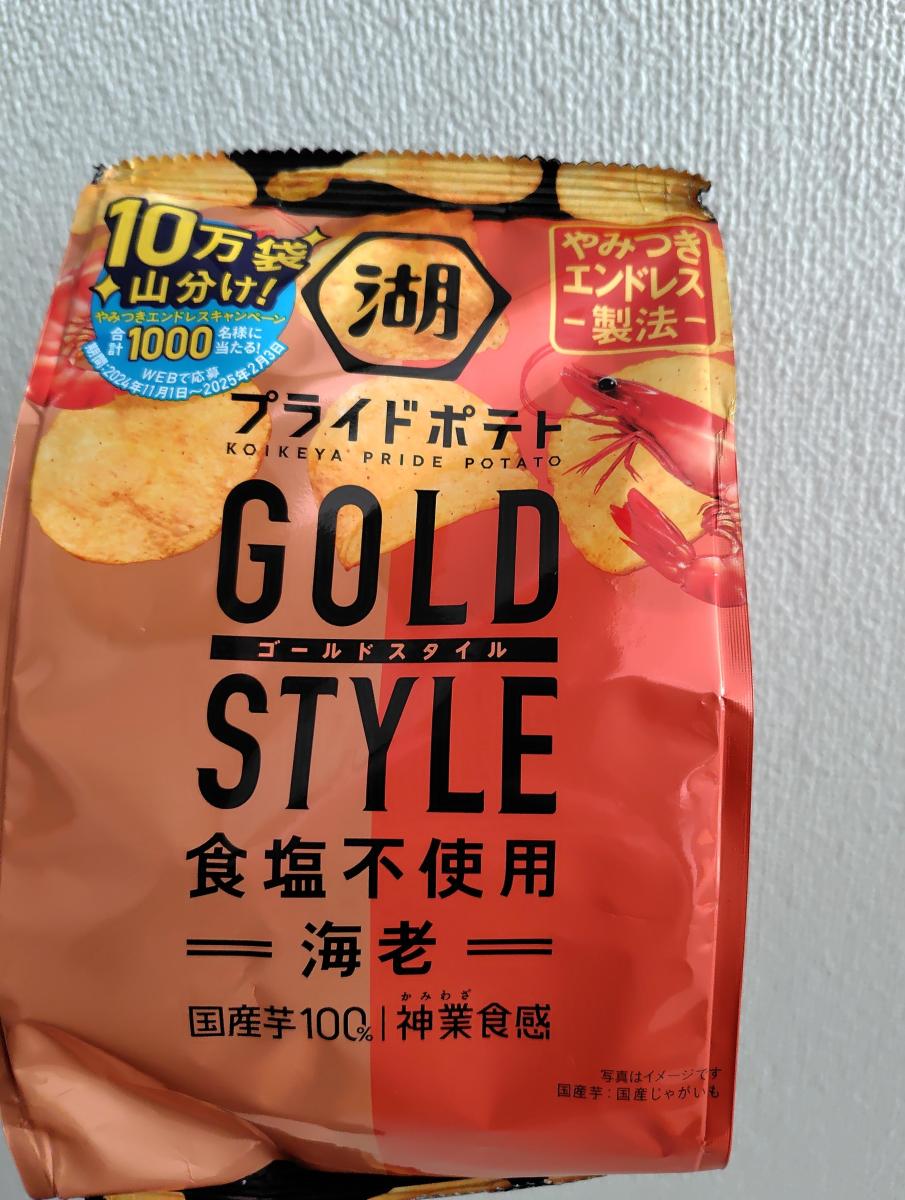 10万袋
山分け!
やみつきエンドレスキャンペーン
合計1000名様に当たる!
WEBで応募
期間:2024年11月1日~2025年2月3日
湖
やみつき
エンドレス
-製法-
プライドポテト
KOIKEYA PRIDE POTATO
GOLD
ゴールドスタイル
STYLE
食塩不使用
海老
国産芋100%|神業食感
かみわざ
写真はイメージです
国産芋:国産じゃがいも